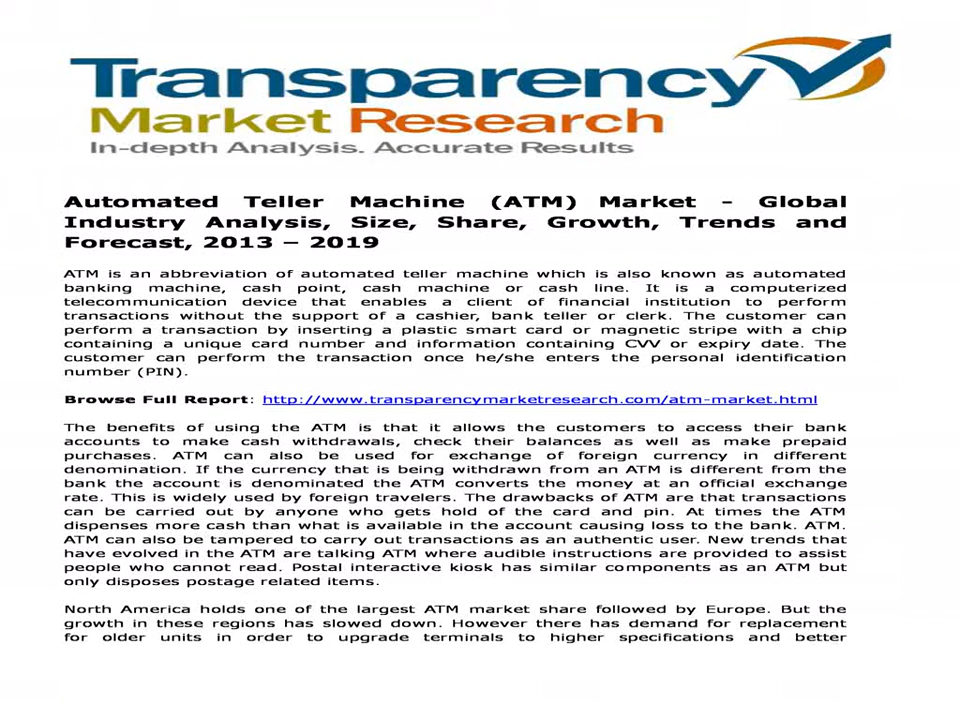 Transparency
Market Research
In-depth Analysis. Accurate Results
Automated Teller Machine (ATM) Market - Global
Industry Analysis, Size, Share, Growth, Trends and
Forecast, 2013 – 2019
ATM is an abbreviation of automated teller machine which is also known as automated
banking machine, cash point, cash machine or cash line. It is a computerized
telecommunication device that enables a client of financial institution to perform
transactions without the support of a cashier, bank teller or clerk. The customer can
perform a transaction by inserting a plastic smart card or magnetic stripe with a chip
containing a unique card number and information containing CVV or expiry date. The
customer can perform the transaction once he/she enters the personal identification
number (PIN).
Browse Full Report: http://www.transparencymarketresearch.com/atm-market.html
The benefits of using the ATM is that it allows the customers to access their bank
accounts to make cash withdrawals, check their balances as well as make prepaid
purchases. ATM can also be used for exchange of foreign currency in different
denomination. If the currency that is being withdrawn from an ATM is different from the
bank the account is denominated the ATM converts the money at an official exchange
rate. This is widely used by foreign travelers. The drawbacks of ATM are that transactions
can be carried out by anyone who gets hold of the card and pin. At times the ATM
dispenses more cash than what is available in the account causing loss to the bank. ATM.
ATM can also be tampered to carry out transactions as an authentic user. New trends that
have evolved in the ATM are talking ATM where audible instructions are provided to assist
people who cannot read. Postal interactive kiosk has similar components as an ATM but
only disposes postage related items.
North America holds one of the largest ATM market share followed by Europe. But the
growth in these regions has slowed down. However there has demand for replacement
for older units in order to upgrade terminals to higher specifications and better